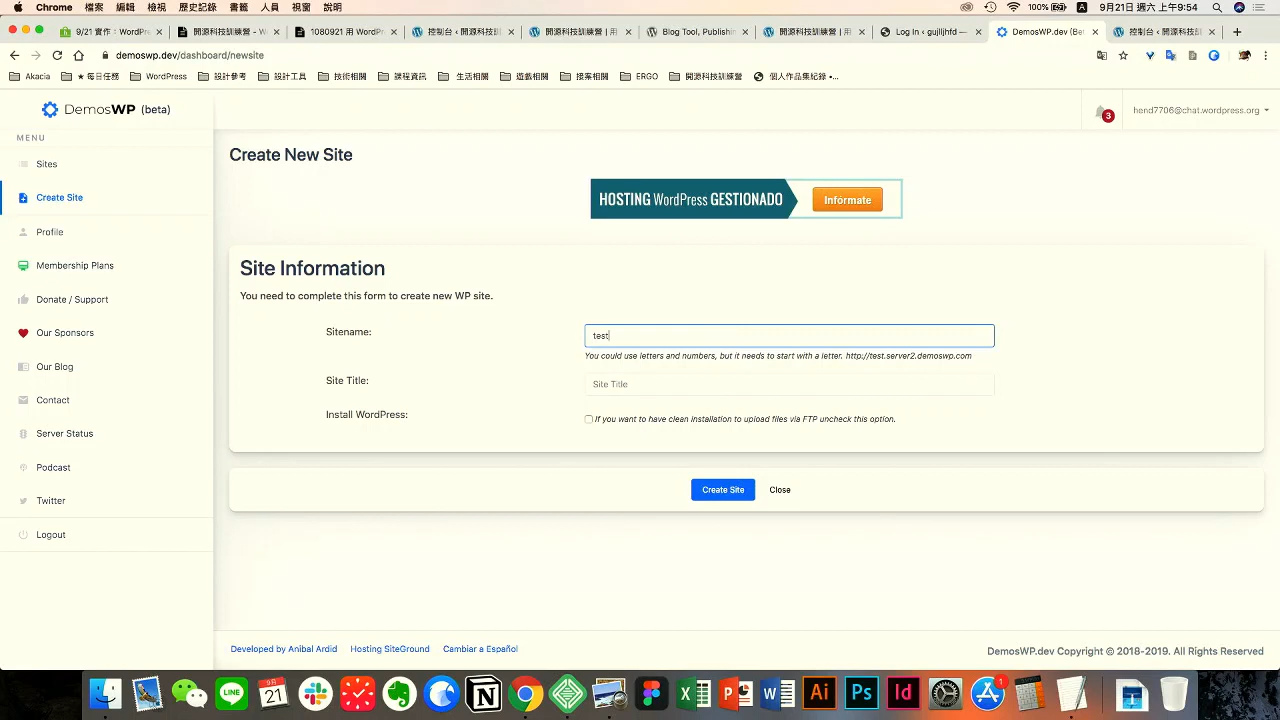 Chrome 檔案 編輯 檢視 歷史記錄 書籤 人員 視窗 說明 100% A 9月21日 週六 上午9:54
9/21 實作：WordPr
1080921 用 WordPre
控制台 ‹ 開源科技訓
開源科技訓練營
Blog Tool, Publishin
開源科技訓練營
Log In ‹ gujlijhfd —
DemosWP.dev (Bet
控制台 ‹ 開源科技訓
demoswp.dev/dashboard/newsite
Akacia ★ 每日任務 WordPress 設計參考 設計工具 技術相關 課程資訊 生活相關 遊戲相關 接案相關 ERGO 開源科技訓練營 個人作品集紀錄 •...
DemosWP (beta)
3
hend7706@chat.wordpress.org
MENU
Sites
Create Site
Profile
Membership Plans
Donate / Support
Our Sponsors
Our Blog
Contact
Server Status
Podcast
Twitter
Logout
Create New Site
HOSTING WordPress GESTIONADO
Infórmate
Site Information
You need to complete this form to create new WP site.
Sitename:
test
You could use letters and numbers, but it needs to start with a letter. http://test.server2.demoswp.com
Site Title:
Site Title
Install WordPress:
If you want to have clean installation to upload files via FTP uncheck this option.
Create Site
Close
Developed by Anibal Ardid Hosting SiteGround Cambiar a Español
DemosWP.dev Copyright © 2018-2019. All Rights Reserved
LINE
9月
21
N
X
P
W
Ai
Ps
Id
1